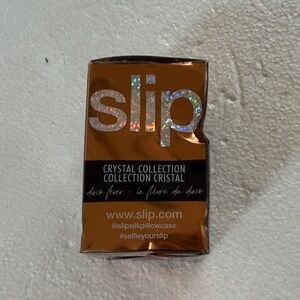 slip
CRYSTAL COLLECTION
COLLECTION CRISTAL
disco fever - la fièvre du disco
www.slip.com
@slipsilkpillowcase
#selfieyourslip